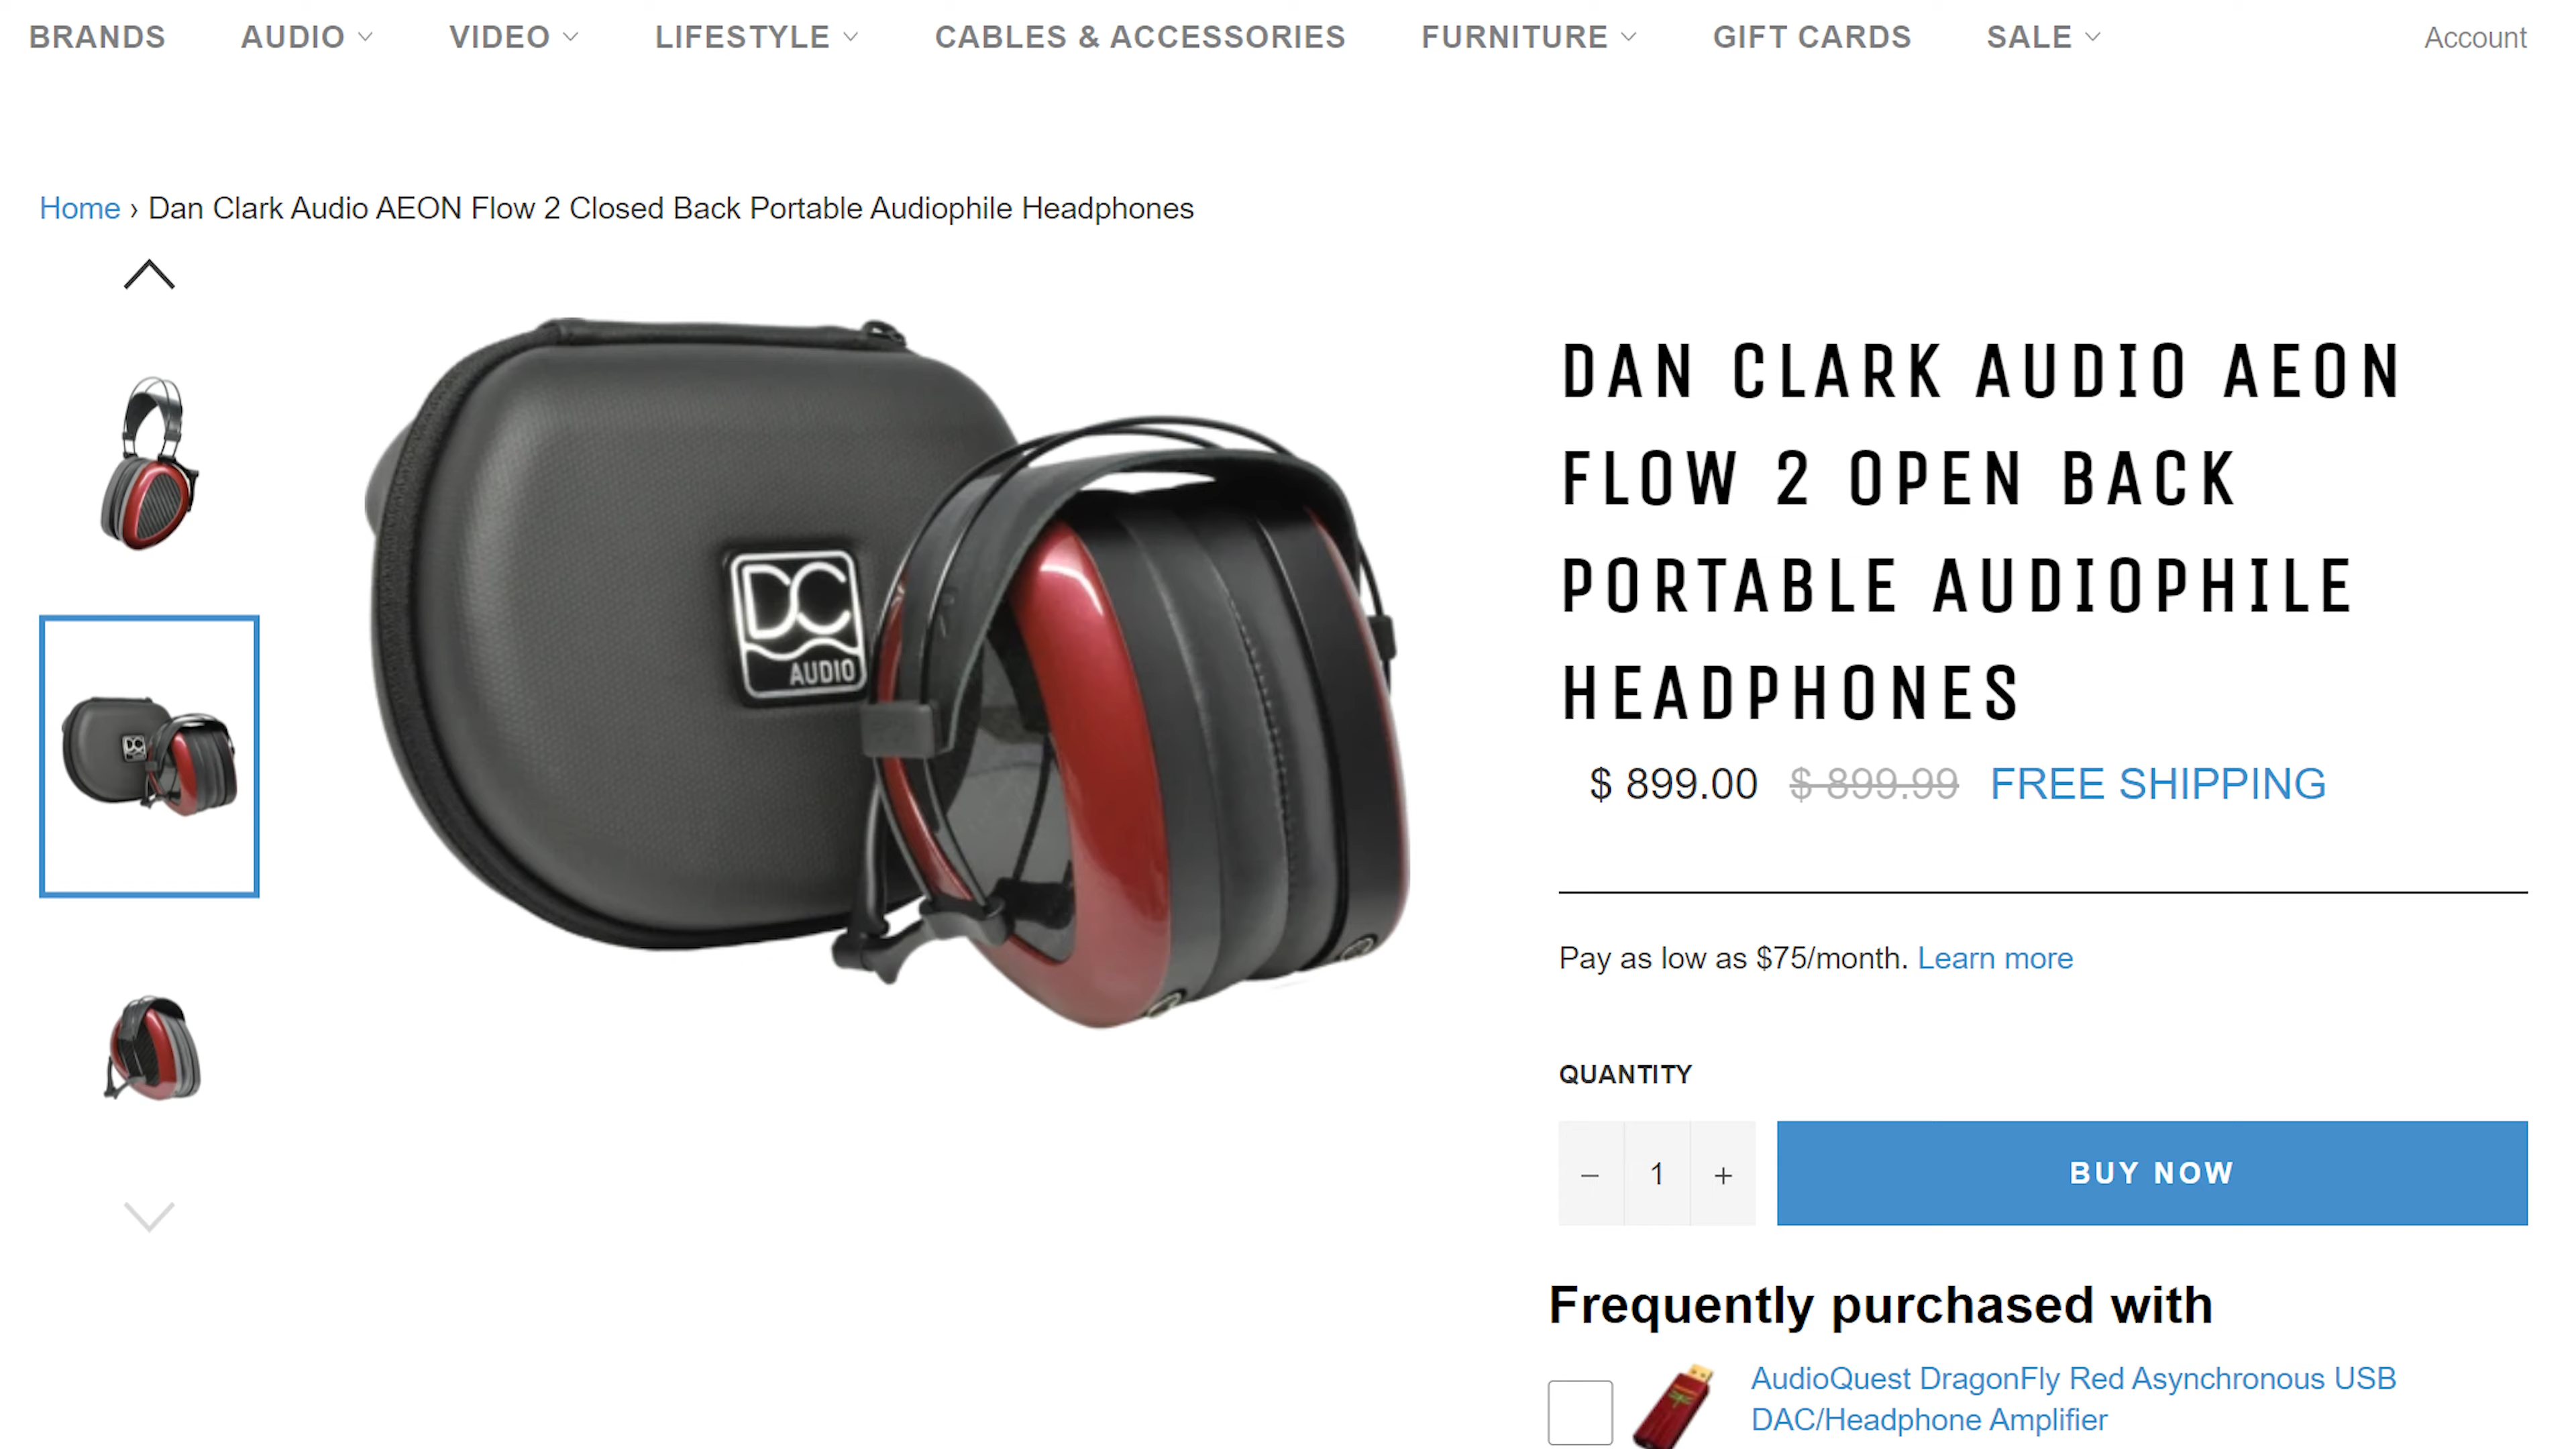 BRANDS
AUDIO
VIDEO
LIFESTYLE
CABLES & ACCESSORIES
FURNITURE
GIFT CARDS
SALE
Account
Home › Dan Clark Audio AEON Flow 2 Closed Back Portable Audiophile Headphones
DC
AUDIO
DAN CLARK AUDIO AEON
FLOW 2 OPEN BACK
PORTABLE AUDIOPHILE
HEADPHONES
$ 899.00 $ 899.99 FREE SHIPPING
Pay as low as $75/month. Learn more
QUANTITY
− 1 +
BUY NOW
Frequently purchased with
AudioQuest DragonFly Red Asynchronous USB
DAC/Headphone Amplifier